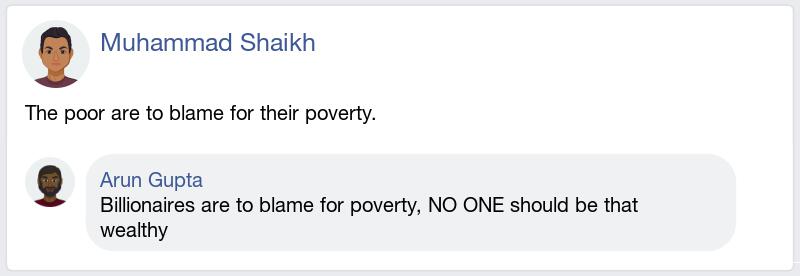 Muhammad Shaikh
The poor are to blame for their poverty.
Arun Gupta
Billionaires are to blame for poverty, NO ONE should be that
wealthy